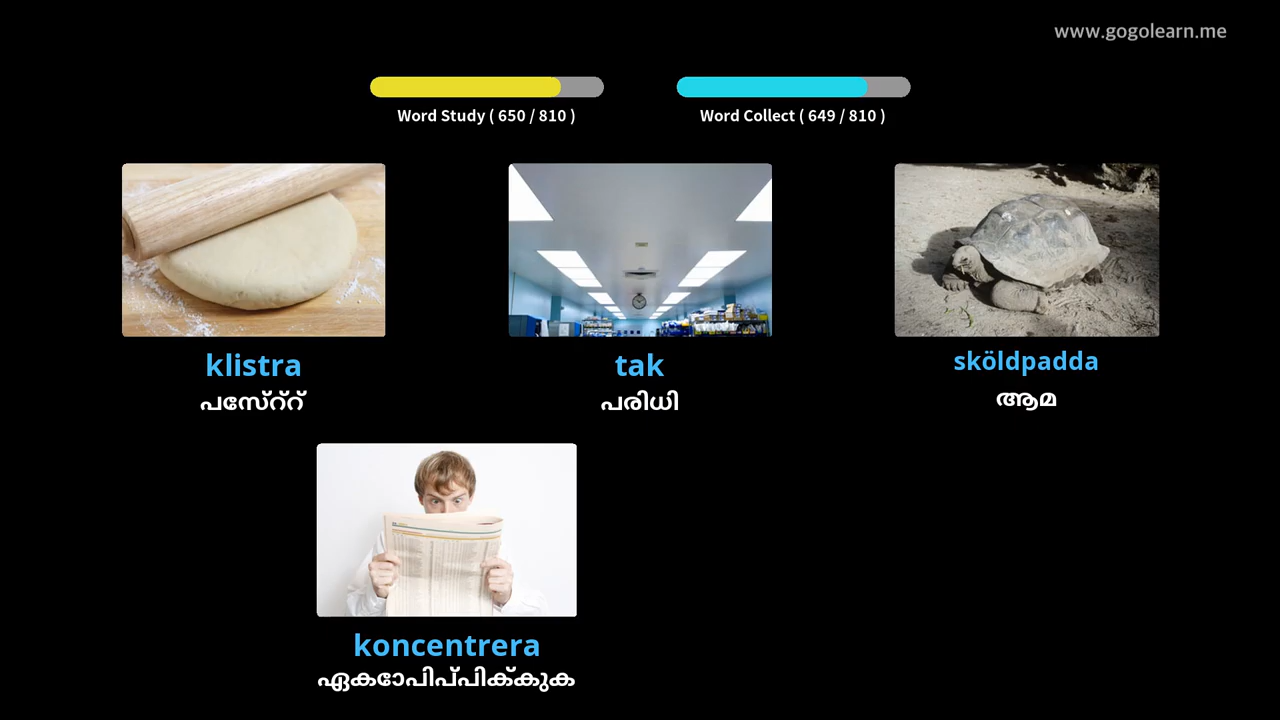 www.gogolearn.me
Word Study ( 650 / 810 )
Word Collect ( 649 / 810 )
klistra
പസ്റ്റേ
tak
പരിധി
sköldpadda
ആമ
koncentrera
ഏകോപിപ്പിക്കുക